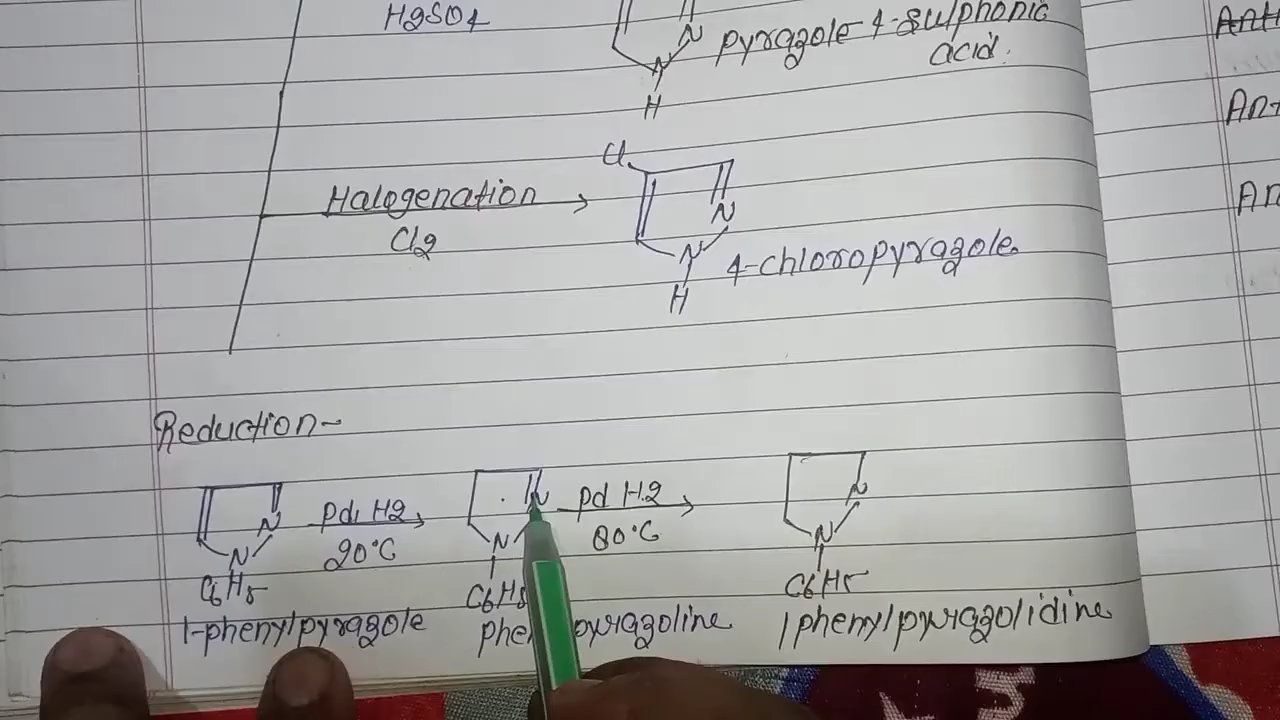 H2SO4
N
N
H
pyrazole-4-sulphonic
acid.
Cl
Halogenation
Cl2
N
N
H
4-chloropyrazole.
Reduction-
N
N
C6H5
Pd, H2
20°C
N
N
C6H5
Pd H2
80°C
N
N
C6H5
1-phenylpyrazole
phe pyrazoline
1phenylpyrazolidine